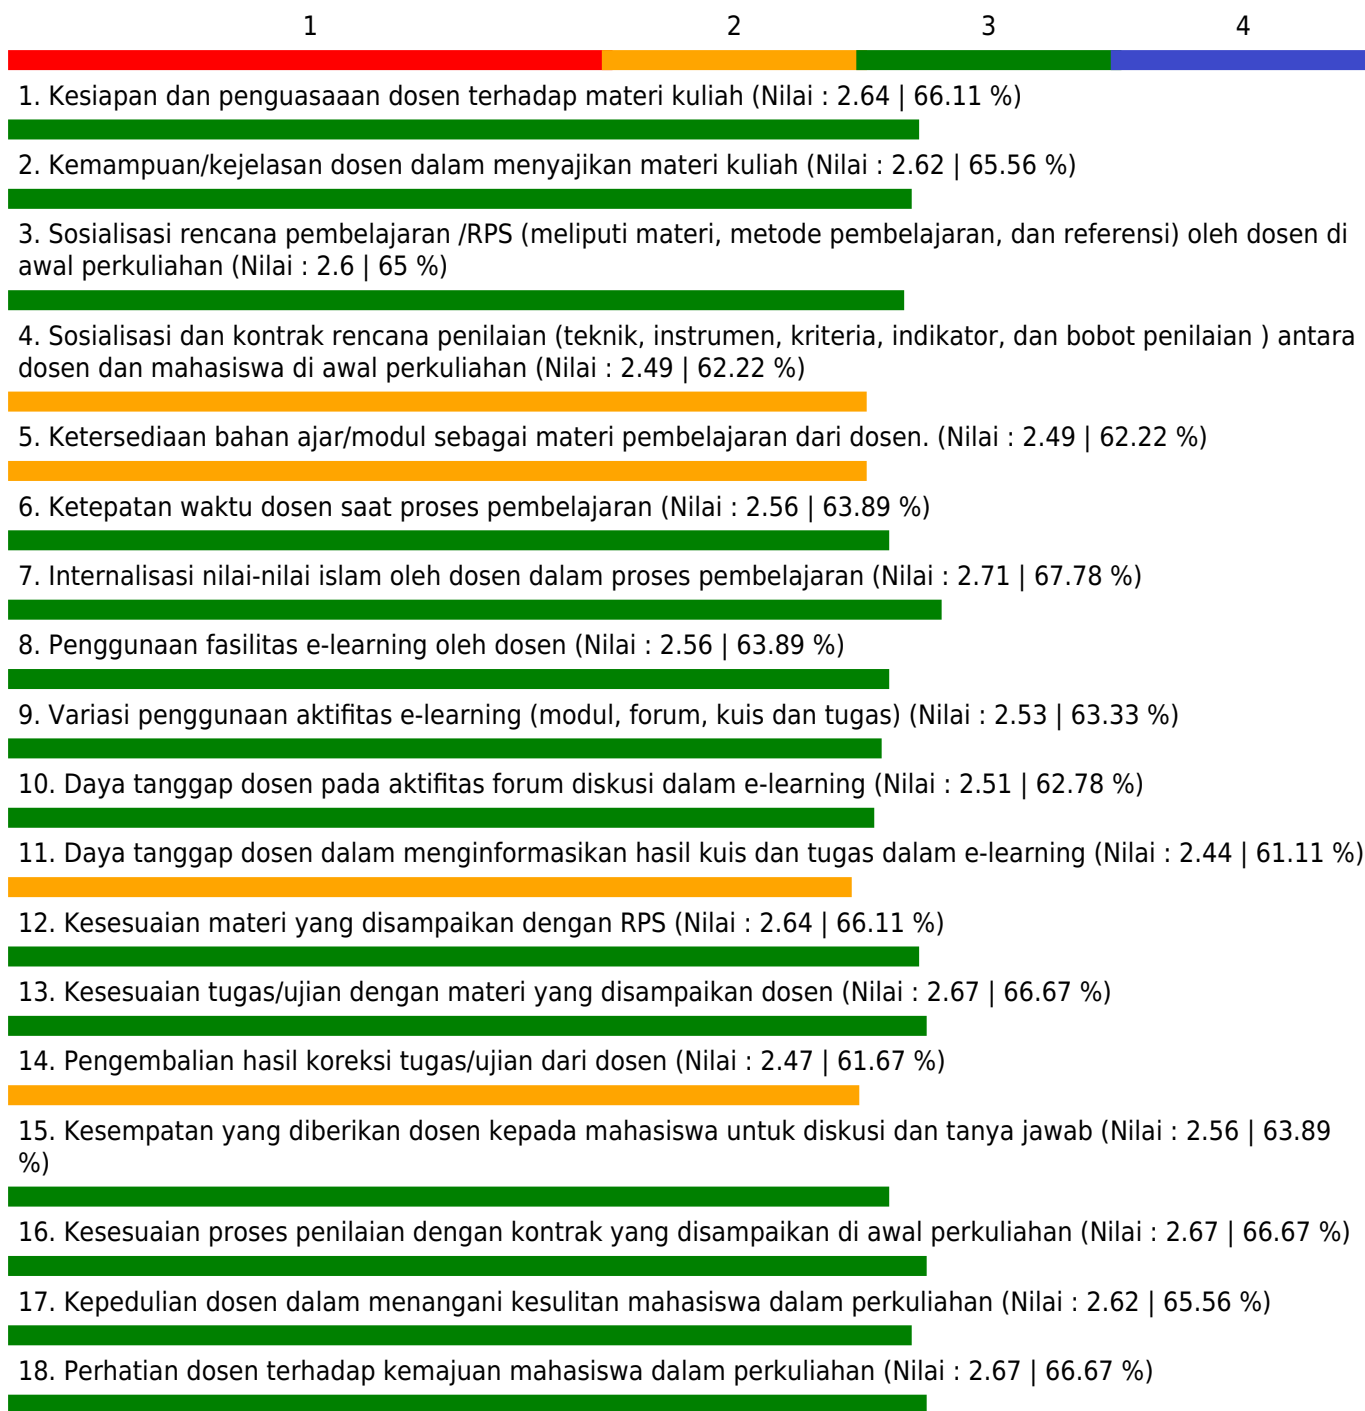 1 2 3 4
1. Kesiapan dan penguasaaan dosen terhadap materi kuliah (Nilai : 2.64 | 66.11 %)
2. Kemampuan/kejelasan dosen dalam menyajikan materi kuliah (Nilai : 2.62 | 65.56 %)
3. Sosialisasi rencana pembelajaran /RPS (meliputi materi, metode pembelajaran, dan referensi) oleh dosen di
awal perkuliahan (Nilai : 2.6 | 65 %)
4. Sosialisasi dan kontrak rencana penilaian (teknik, instrumen, kriteria, indikator, dan bobot penilaian ) antara
dosen dan mahasiswa di awal perkuliahan (Nilai : 2.49 | 62.22 %)
5. Ketersediaan bahan ajar/modul sebagai materi pembelajaran dari dosen. (Nilai : 2.49 | 62.22 %)
6. Ketepatan waktu dosen saat proses pembelajaran (Nilai : 2.56 | 63.89 %)
7. Internalisasi nilai-nilai islam oleh dosen dalam proses pembelajaran (Nilai : 2.71 | 67.78 %)
8. Penggunaan fasilitas e-learning oleh dosen (Nilai : 2.56 | 63.89 %)
9. Variasi penggunaan aktifitas e-learning (modul, forum, kuis dan tugas) (Nilai : 2.53 | 63.33 %)
10. Daya tanggap dosen pada aktifitas forum diskusi dalam e-learning (Nilai : 2.51 | 62.78 %)
11. Daya tanggap dosen dalam menginformasikan hasil kuis dan tugas dalam e-learning (Nilai : 2.44 | 61.11 %)
12. Kesesuaian materi yang disampaikan dengan RPS (Nilai : 2.64 | 66.11 %)
13. Kesesuaian tugas/ujian dengan materi yang disampaikan dosen (Nilai : 2.67 | 66.67 %)
14. Pengembalian hasil koreksi tugas/ujian dari dosen (Nilai : 2.47 | 61.67 %)
15. Kesempatan yang diberikan dosen kepada mahasiswa untuk diskusi dan tanya jawab (Nilai : 2.56 | 63.89
%)
16. Kesesuaian proses penilaian dengan kontrak yang disampaikan di awal perkuliahan (Nilai : 2.67 | 66.67 %)
17. Kepedulian dosen dalam menangani kesulitan mahasiswa dalam perkuliahan (Nilai : 2.62 | 65.56 %)
18. Perhatian dosen terhadap kemajuan mahasiswa dalam perkuliahan (Nilai : 2.67 | 66.67 %)